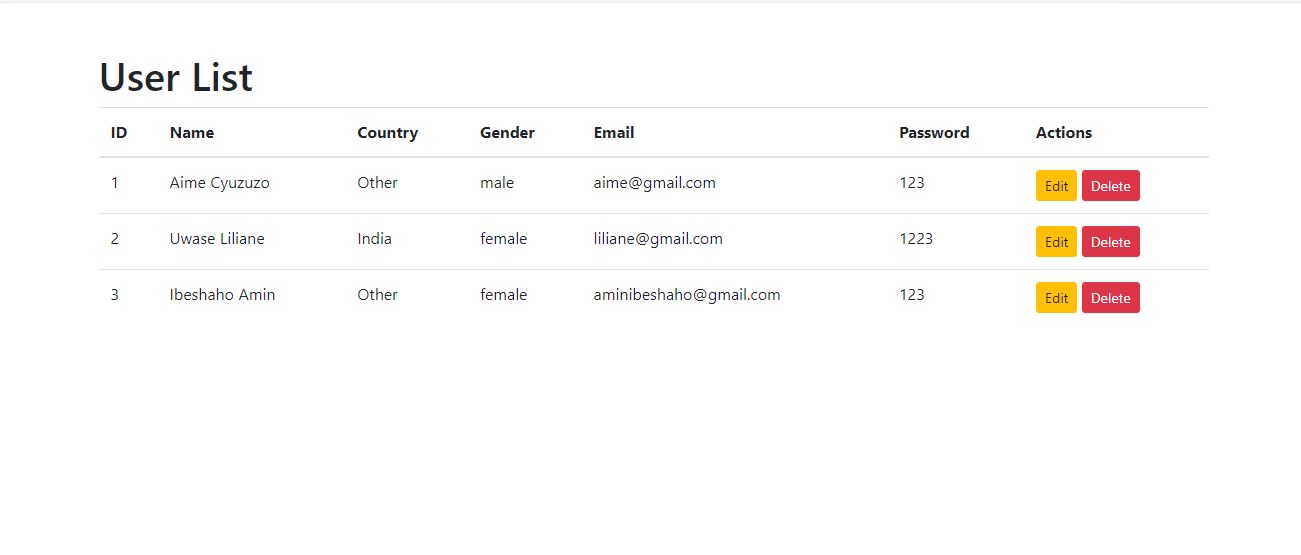 User List
ID Name Country Gender Email Password Actions
1 Aime Cyuzuzo Other male aime@gmail.com 123 Edit Delete
2 Uwase Liliane India female liliane@gmail.com 1223 Edit Delete
3 Ibeshaho Amin Other female aminibeshaho@gmail.com 123 Edit Delete